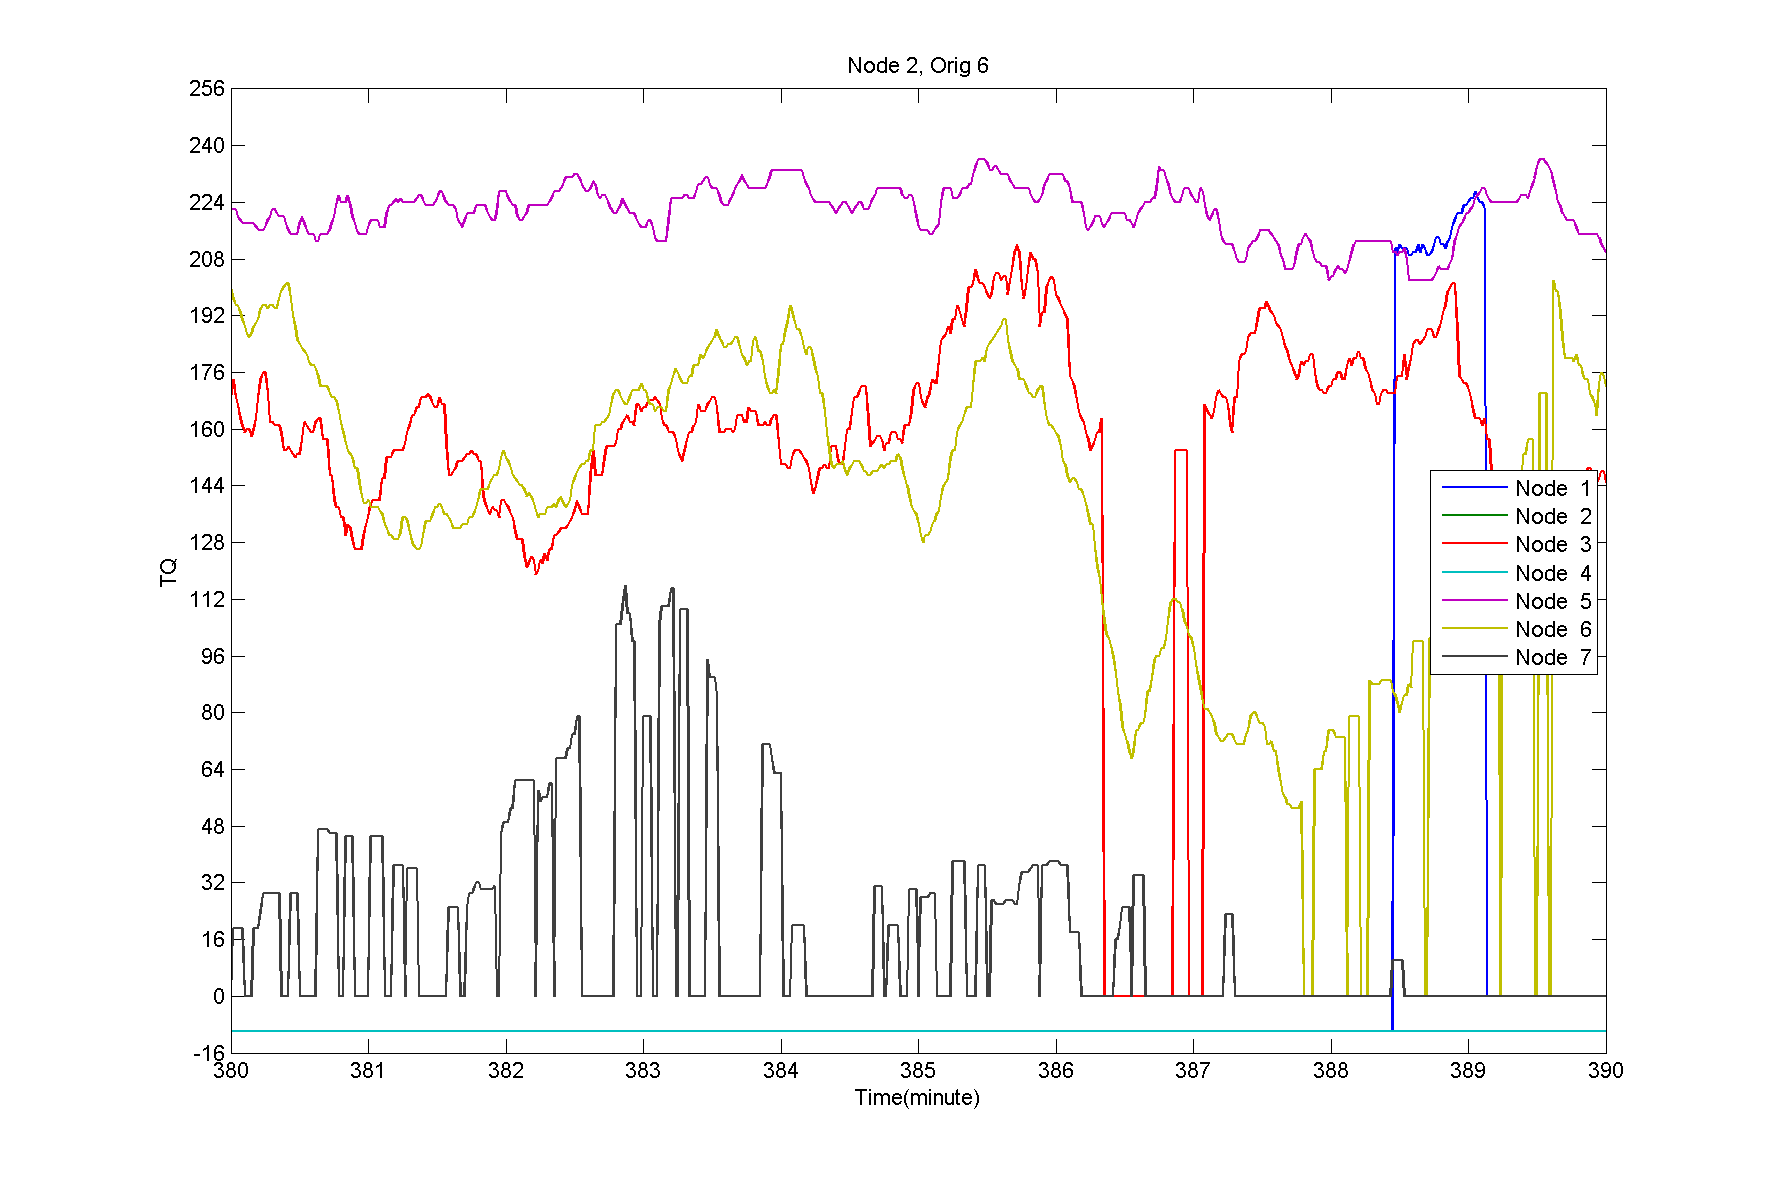 Node 2, Orig 6
256
240
224
208
192
176
160
144
128
112
96
80
64
48
32
16
0
-16
TQ
Node 1
Node 2
Node 3
Node 4
Node 5
Node 6
Node 7
380 381 382 383 384 385 386 387 388 389 390
Time(minute)